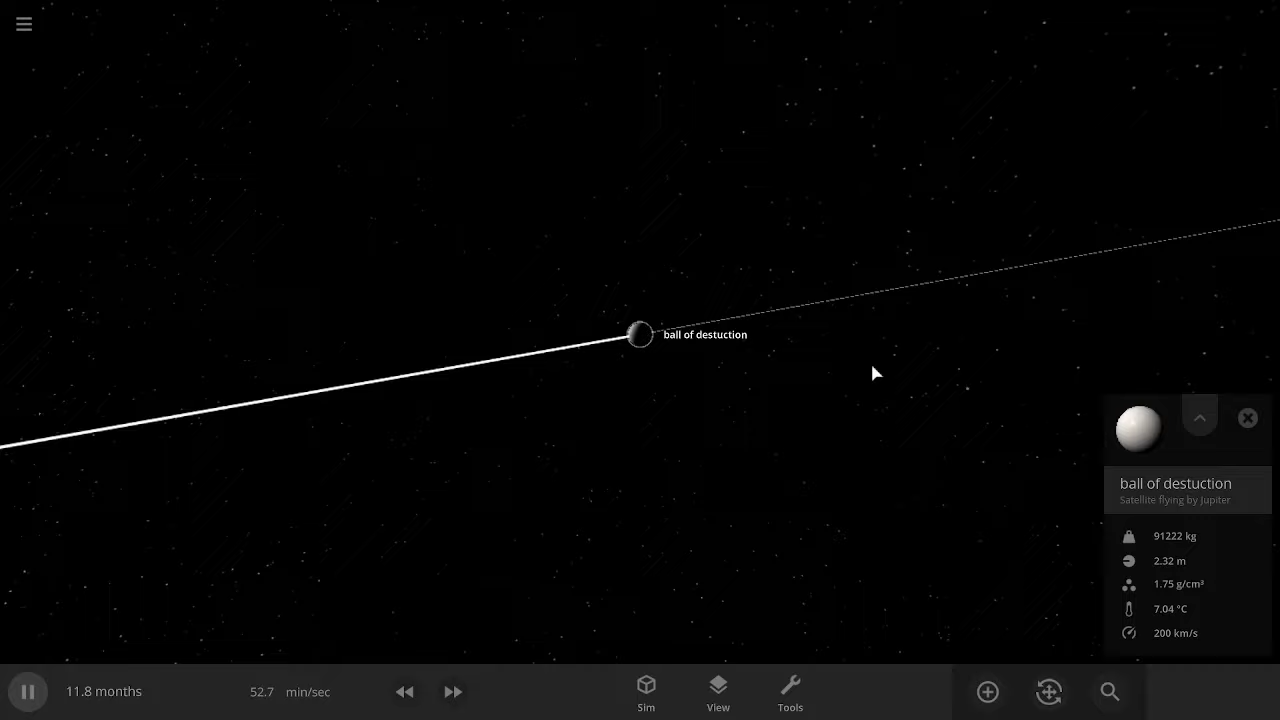 ball of destuction
ball of destuction
Satellite flying by Jupiter
91222 kg
2.32 m
1.75 g/cm³
7.04 °C
200 km/s
11.8 months
52.7 min/sec
Sim
View
Tools